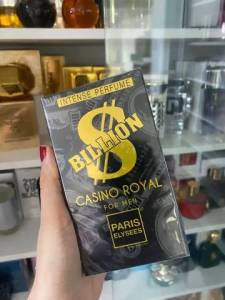 INTENSE PERFUME
$
BILLION
CASINO ROYAL
FOR MEN
PARIS
ELYSEES